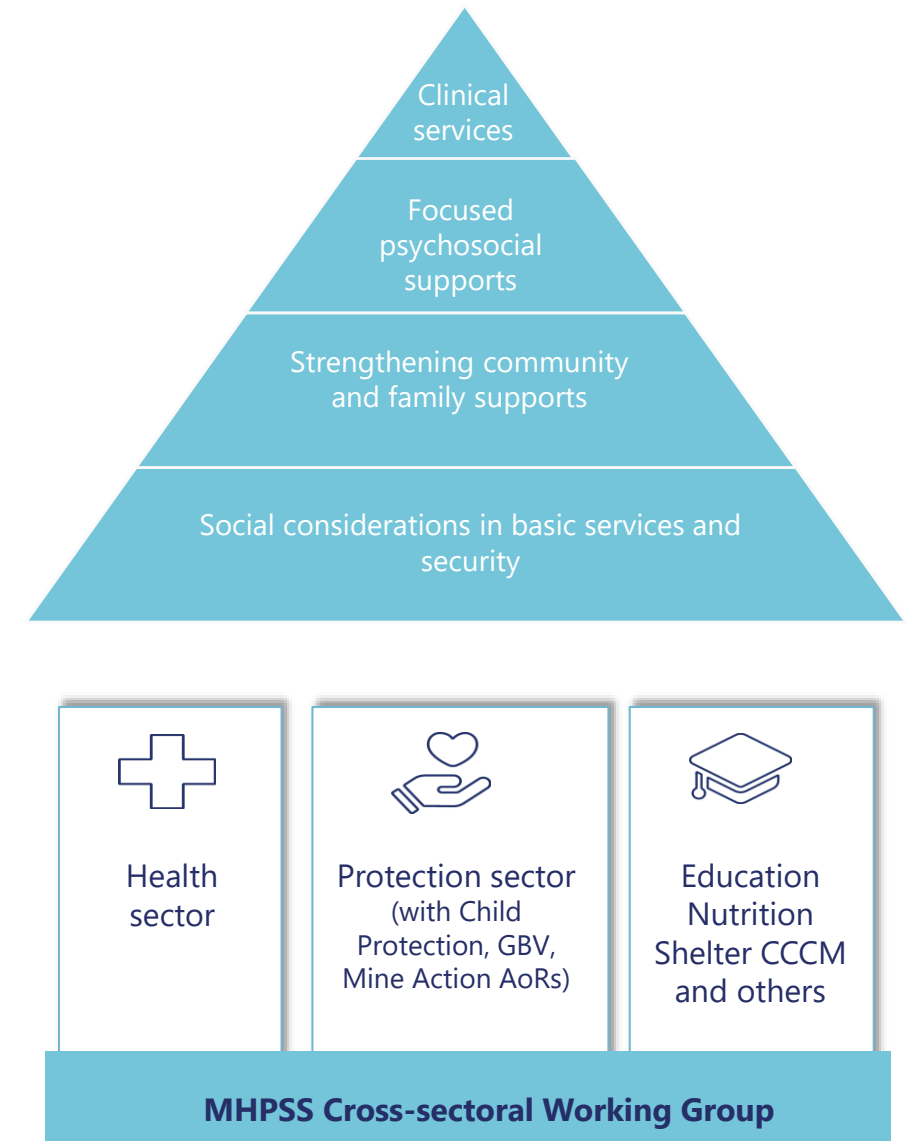 Clinical
services
Focused
psychosocial
supports
Strengthening community
and family supports
Social considerations in basic services and
security
Health
sector
Protection sector
(with Child
Protection, GBV,
Mine Action AoRs)
Education
Nutrition
Shelter CCCM
and others
MHPSS Cross-sectoral Working Group